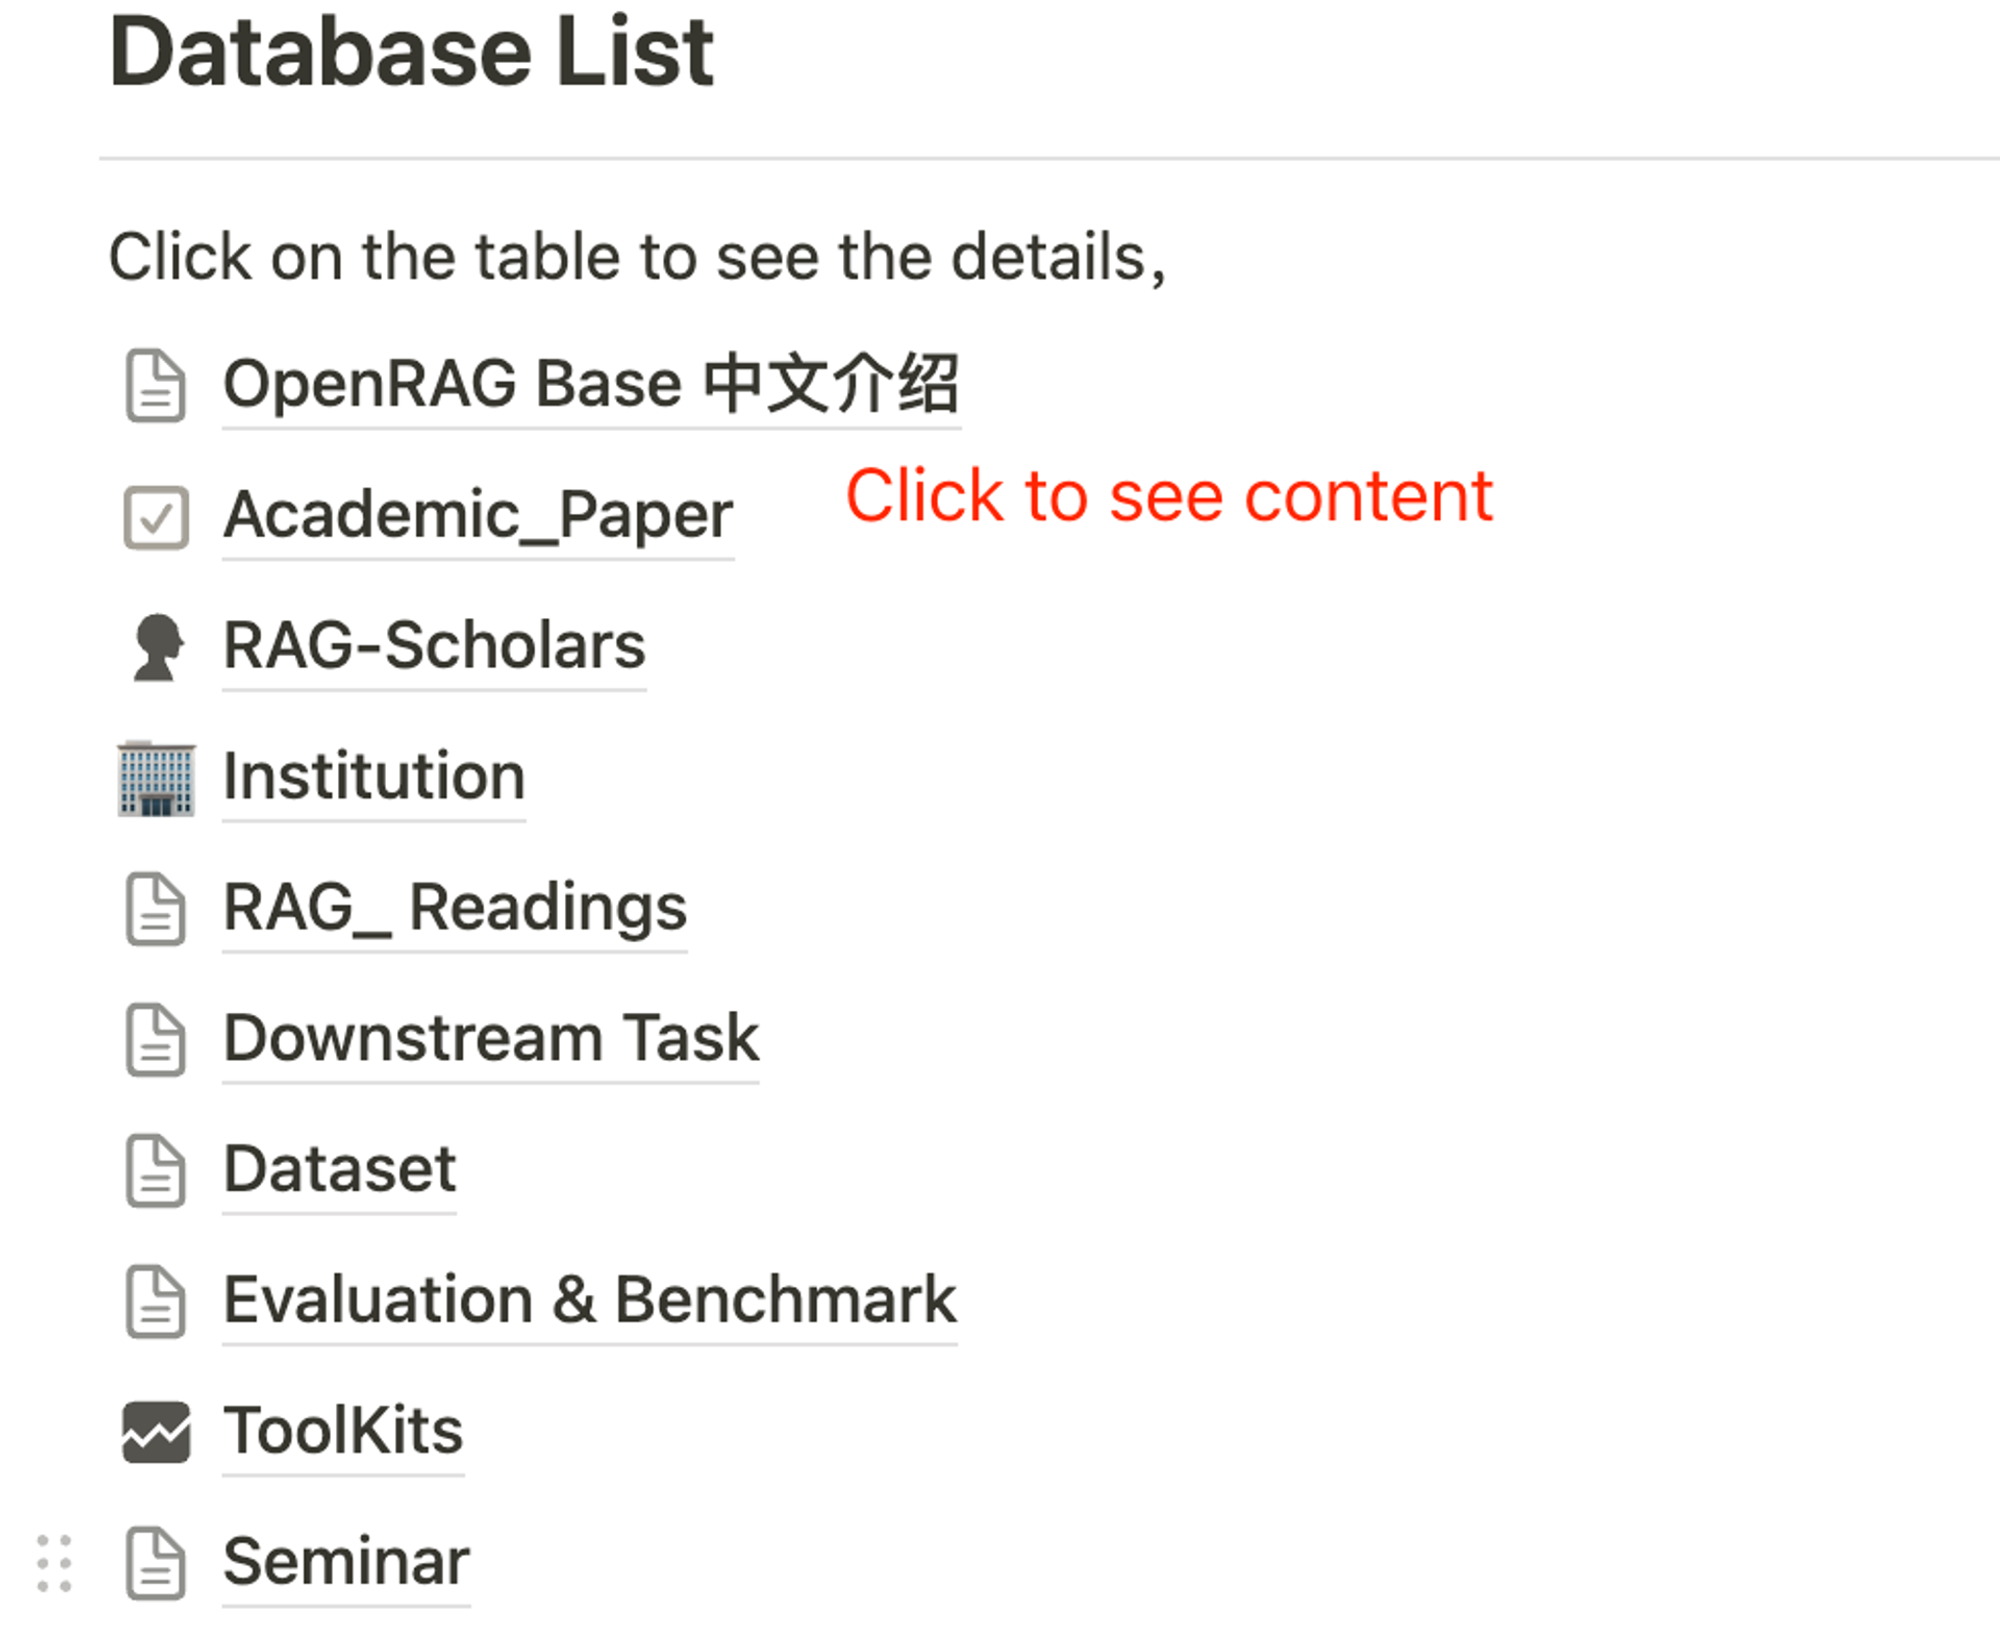 Database List
Click on the table to see the details,
OpenRAG Base 中文介绍
Academic_Paper
Click to see content
RAG-Scholars
Institution
RAG_ Readings
Downstream Task
Dataset
Evaluation & Benchmark
ToolKits
Seminar